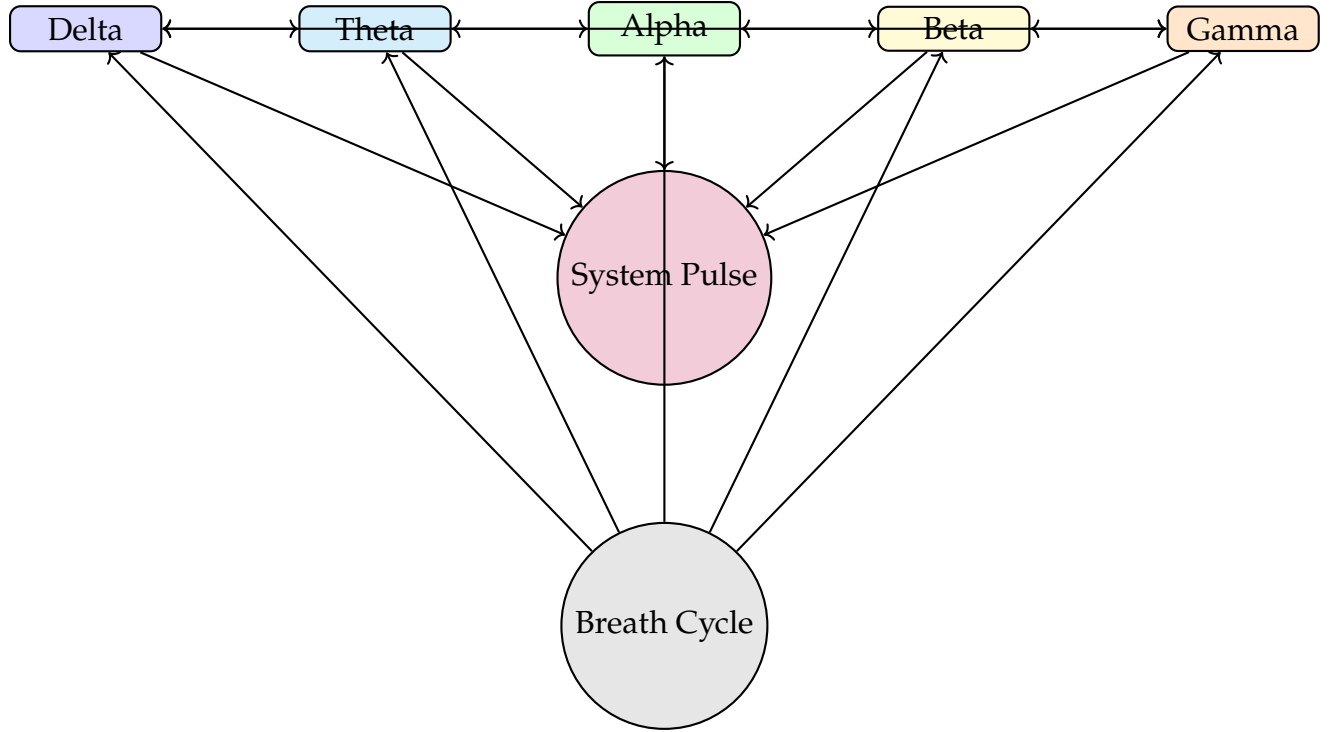 Delta
Theta
Alpha
Beta
Gamma
System Pulse
Breath Cycle